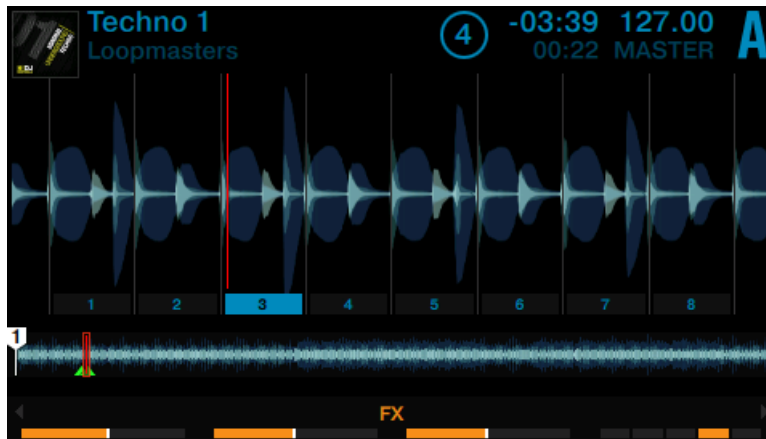 Techno 1
Loopmasters
4
-03:39 127.00
00:22 MASTER
A
1 2 3 4 5 6 7 8
1
FX